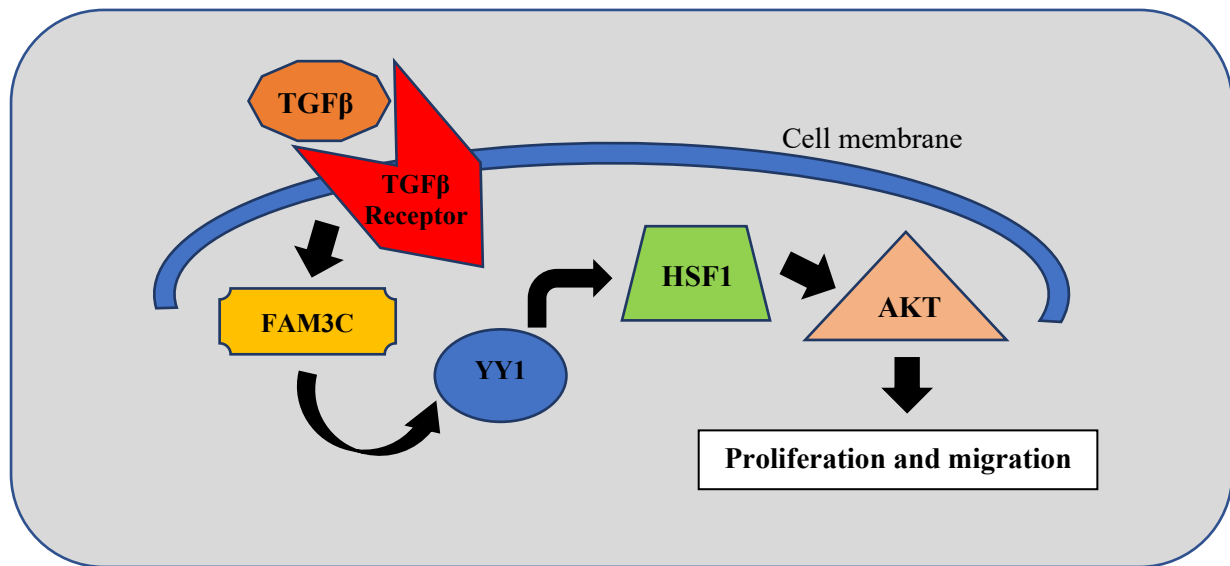 TGFβ
Cell membrane
TGFβ
Receptor
FAM3C
YY1
HSF1
AKT
Proliferation and migration